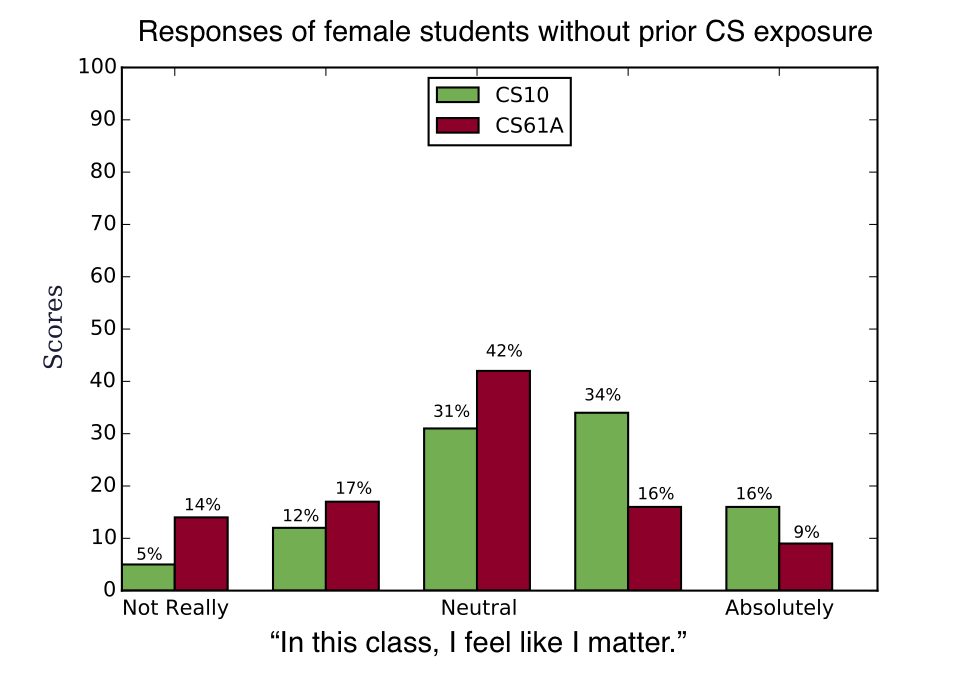 Responses of female students without prior CS exposure
100
90
80
70
60
50
40
30
20
10
0
Scores
CS10
CS61A
5%
14%
12%
17%
31%
42%
34%
16%
16%
9%
Not Really
Neutral
Absolutely
“In this class, I feel like I matter.”